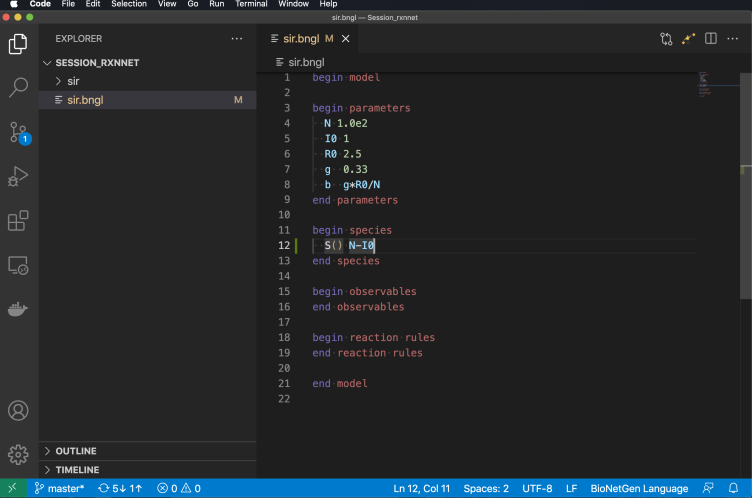 Code File Edit Selection View Go Run Terminal Window Help
sir.bngl — Session_rxnnet
EXPLORER
SESSION_RXNNET
sir
sir.bngl M
1
OUTLINE
TIMELINE
sir.bngl M
sir.bngl
1 begin model
2
3 begin parameters
4 N 1.0e2
5 I0 1
6 R0 2.5
7 g 0.33
8 b g*R0/N
9 end parameters
10
11 begin species
12 S() N-I0
13 end species
14
15 begin observables
16 end observables
17
18 begin reaction rules
19 end reaction rules
20
21 end model
22
master* 5↓ 1↑ 0 0 Ln 12, Col 11 Spaces: 2 UTF-8 LF BioNetGen Language